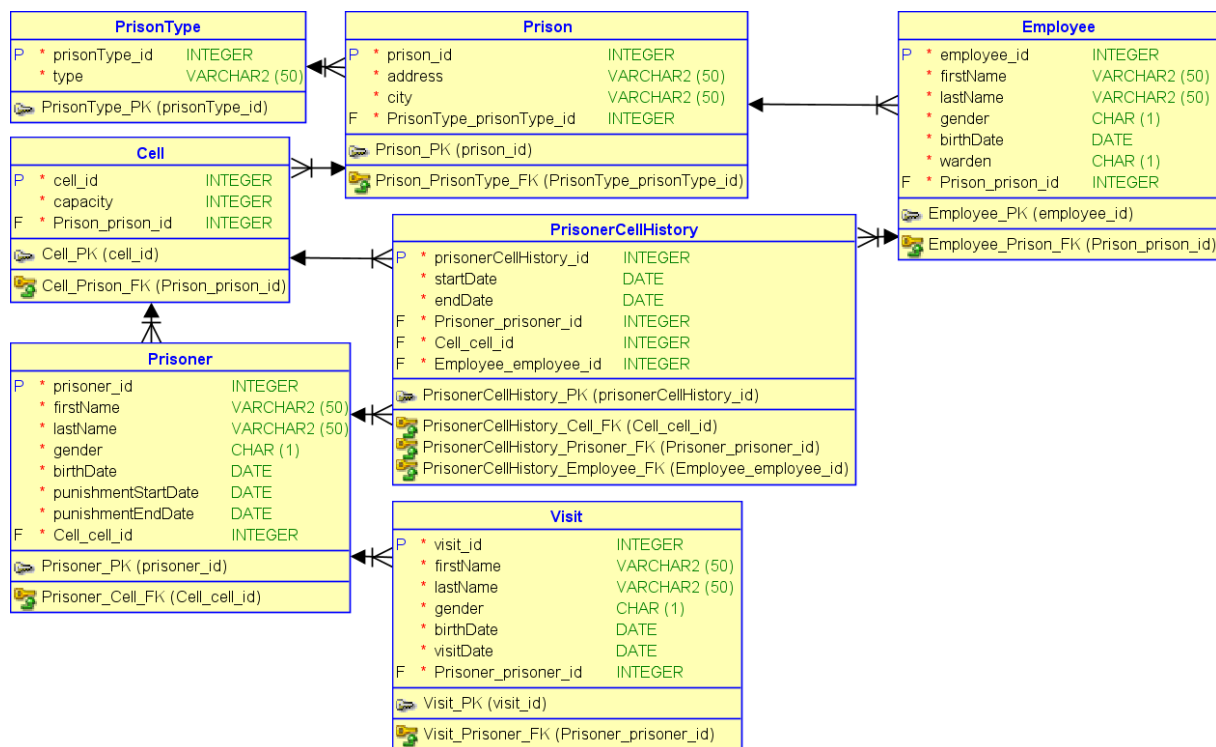 PrisonType
P * prisonType_id INTEGER
* type VARCHAR2 (50)
PrisonType_PK (prisonType_id)
Prison
P * prison_id INTEGER
* address VARCHAR2 (50)
* city VARCHAR2 (50)
F * PrisonType_prisonType_id INTEGER
Prison_PK (prison_id)
Prison_PrisonType_FK (PrisonType_prisonType_id)
Employee
P * employee_id INTEGER
* firstName VARCHAR2 (50)
* lastName VARCHAR2 (50)
* gender CHAR (1)
* birthDate DATE
* warden CHAR (1)
F * Prison_prison_id INTEGER
Employee_PK (employee_id)
Employee_Prison_FK (Prison_prison_id)
Cell
P * cell_id INTEGER
* capacity INTEGER
F * Prison_prison_id INTEGER
Cell_PK (cell_id)
Cell_Prison_FK (Prison_prison_id)
PrisonerCellHistory
P * prisonerCellHistory_id INTEGER
* startDate DATE
* endDate DATE
F * Prisoner_prisoner_id INTEGER
F * Cell_cell_id INTEGER
F * Employee_employee_id INTEGER
PrisonerCellHistory_PK (prisonerCellHistory_id)
PrisonerCellHistory_Cell_FK (Cell_cell_id)
PrisonerCellHistory_Prisoner_FK (Prisoner_prisoner_id)
PrisonerCellHistory_Employee_FK (Employee_employee_id)
Prisoner
P * prisoner_id INTEGER
* firstName VARCHAR2 (50)
* lastName VARCHAR2 (50)
* gender CHAR (1)
* birthDate DATE
* punishmentStartDate DATE
* punishmentEndDate DATE
F * Cell_cell_id INTEGER
Prisoner_PK (prisoner_id)
Prisoner_Cell_FK (Cell_cell_id)
Visit
P * visit_id INTEGER
* firstName VARCHAR2 (50)
* lastName VARCHAR2 (50)
* gender CHAR (1)
* birthDate DATE
* visitDate DATE
F * Prisoner_prisoner_id INTEGER
Visit_PK (visit_id)
Visit_Prisoner_FK (Prisoner_prisoner_id)